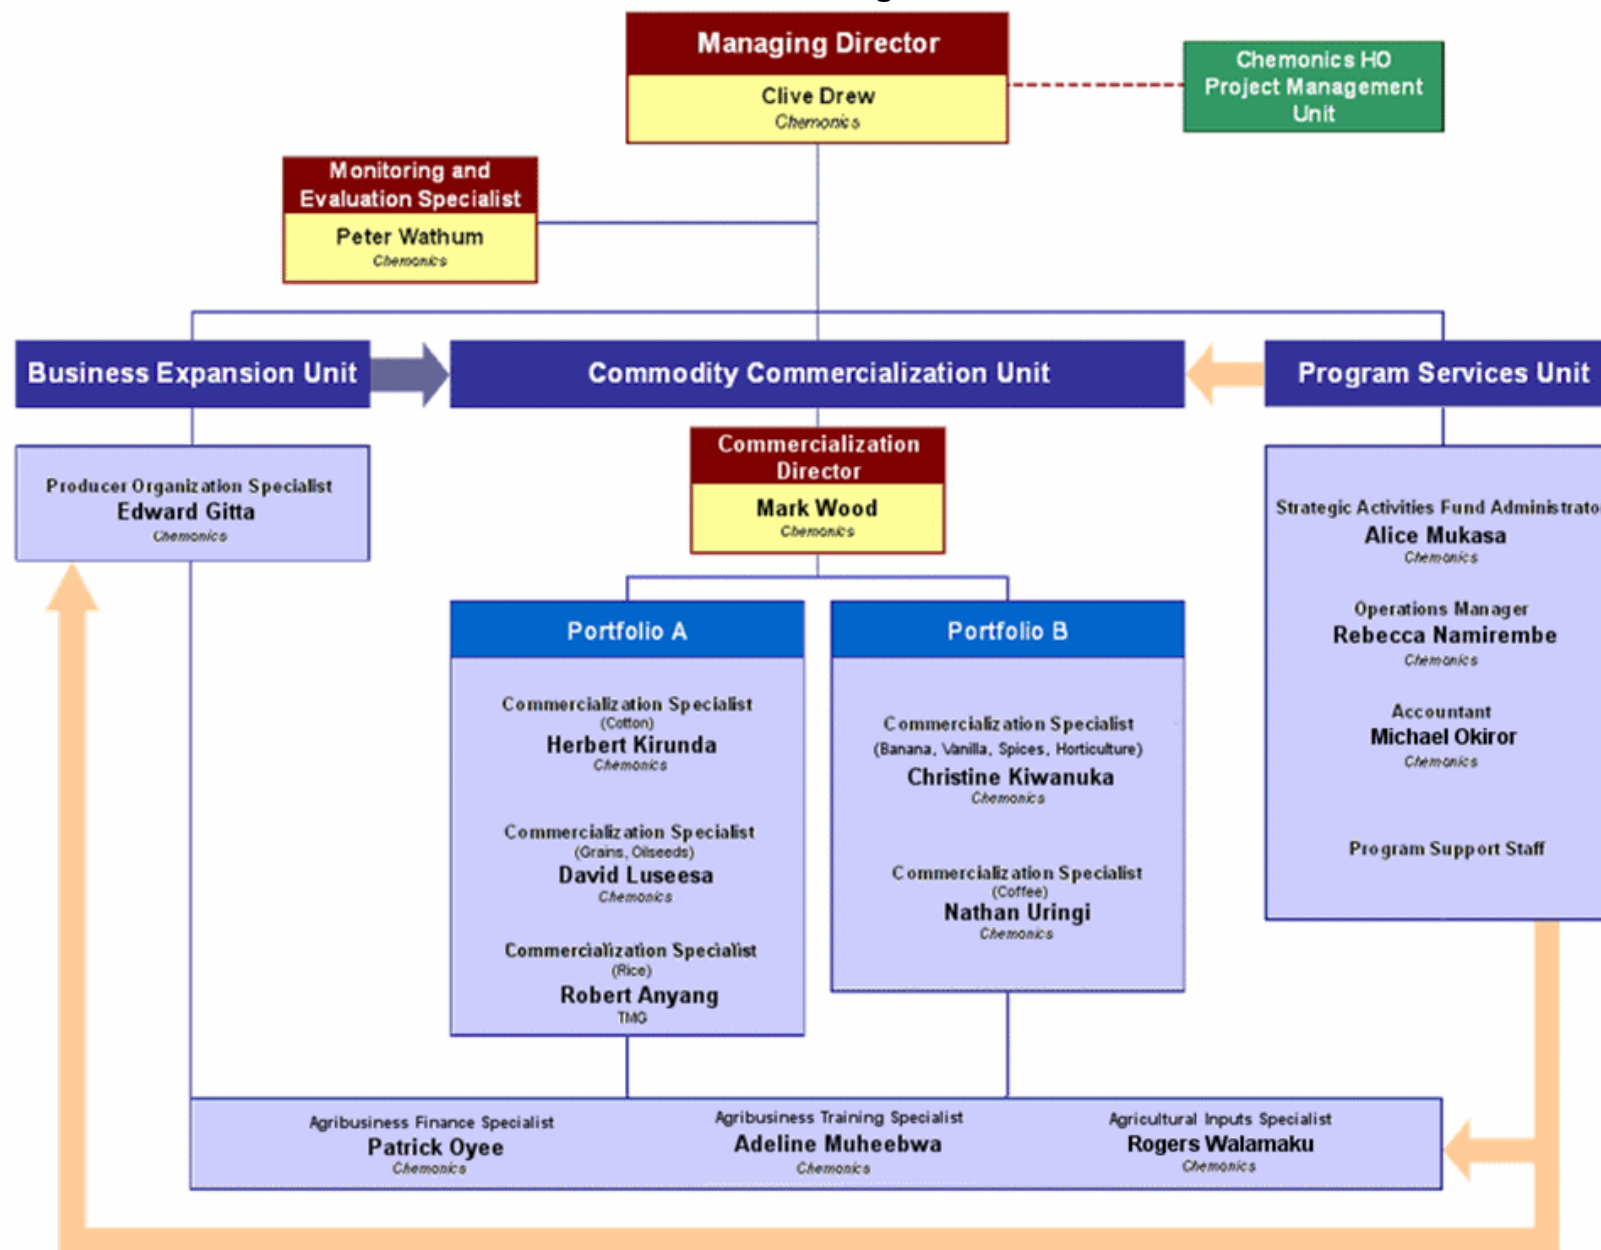 Managing Director
Clive Drew
Chemonics
Chemonics HO
Project Management
Unit
Monitoring and
Evaluation Specialist
Peter Wathum
Chemonics
Business Expansion Unit
Commodity Commercialization Unit
Program Services Unit
Producer Organization Specialist
Edward Gitta
Chemonics
Commercialization
Director
Mark Wood
Chemonics
Portfolio A
Commercialization Specialist
(Cotton)
Herbert Kirunda
Chemonics
Commercialization Specialist
(Grains, Oilseeds)
David Luseesa
Chemonics
Commercialization Specialist
(Rice)
Robert Anyang
TMG
Portfolio B
Commercialization Specialist
(Banana, Vanilla, Spices, Horticulture)
Christine Kiwanuka
Chemonics
Commercialization Specialist
(Coffee)
Nathan Uringi
Chemonics
Strategic Activities Fund Administrato
Alice Mukasa
Chemonics
Operations Manager
Rebecca Namirembe
Chemonics
Accountant
Michael Okiror
Chemonics
Program Support Staff
Agribusiness Finance Specialist
Patrick Oyee
Chemonics
Agribusiness Training Specialist
Adeline Muheebwa
Chemonics
Agricultural Inputs Specialist
Rogers Walamaku
Chemonics